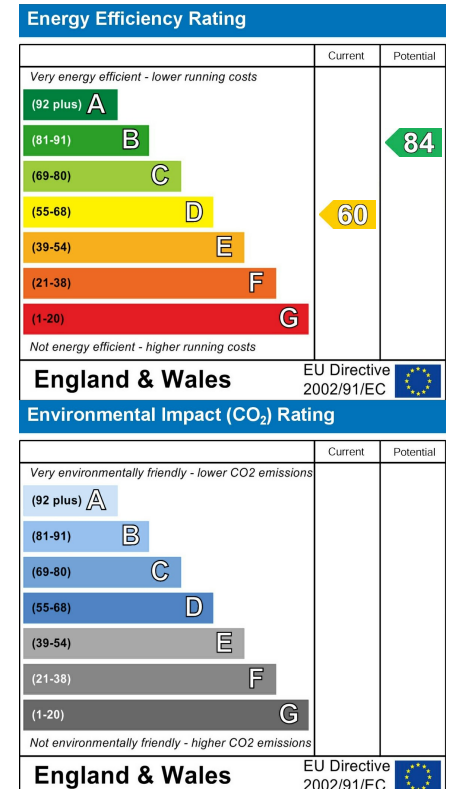 Energy Efficiency Rating
Current Potential
Very energy efficient - lower running costs
(92 plus) A
(81-91) B
84
(69-80) C
(55-68) D
60
(39-54) E
(21-38) F
(1-20) G
Not energy efficient - higher running costs
England & Wales
EU Directive
2002/91/EC
Environmental Impact (CO₂) Rating
Current Potential
Very environmentally friendly - lower CO2 emissions
(92 plus) A
(81-91) B
(69-80) C
(55-68) D
(39-54) E
(21-38) F
(1-20) G
Not environmentally friendly - higher CO2 emissions
England & Wales
EU Directive
2002/91/EC